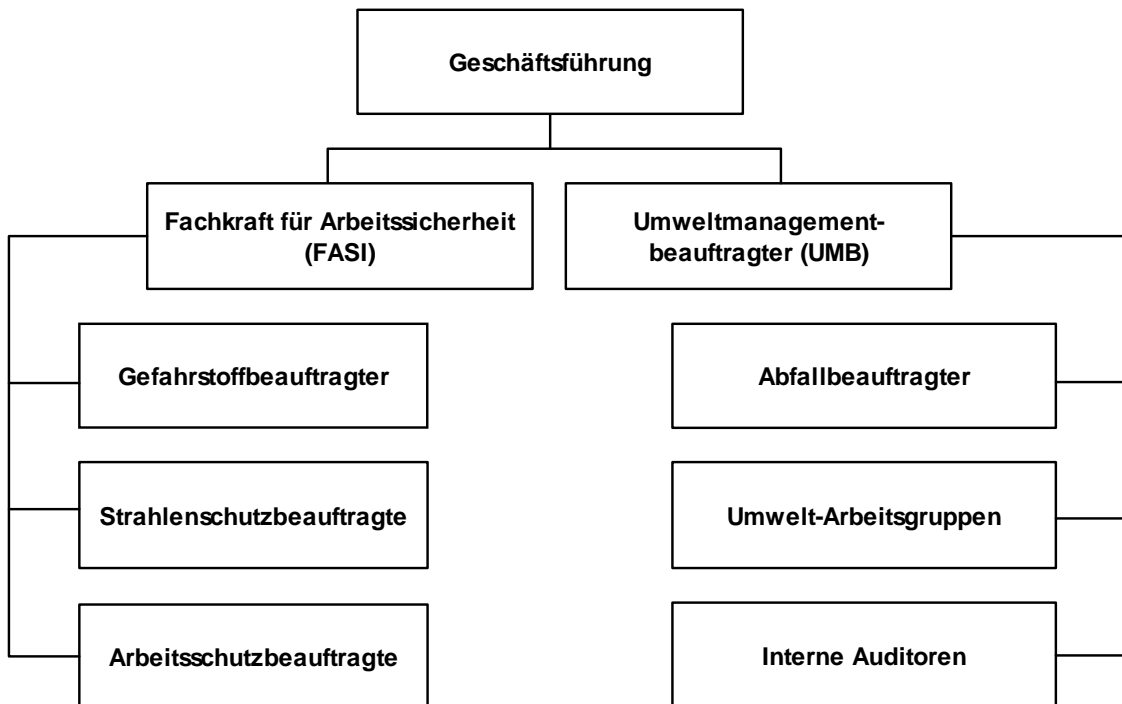 Geschäftsführung
Fachkraft für Arbeitssicherheit
(FASI)
Umweltmanagement-
beauftragter (UMB)
Gefahrstoffbeauftragter
Abfallbeauftragter
Strahlenschutzbeauftragte
Umwelt-Arbeitsgruppen
Arbeitsschutzbeauftragte
Interne Auditoren